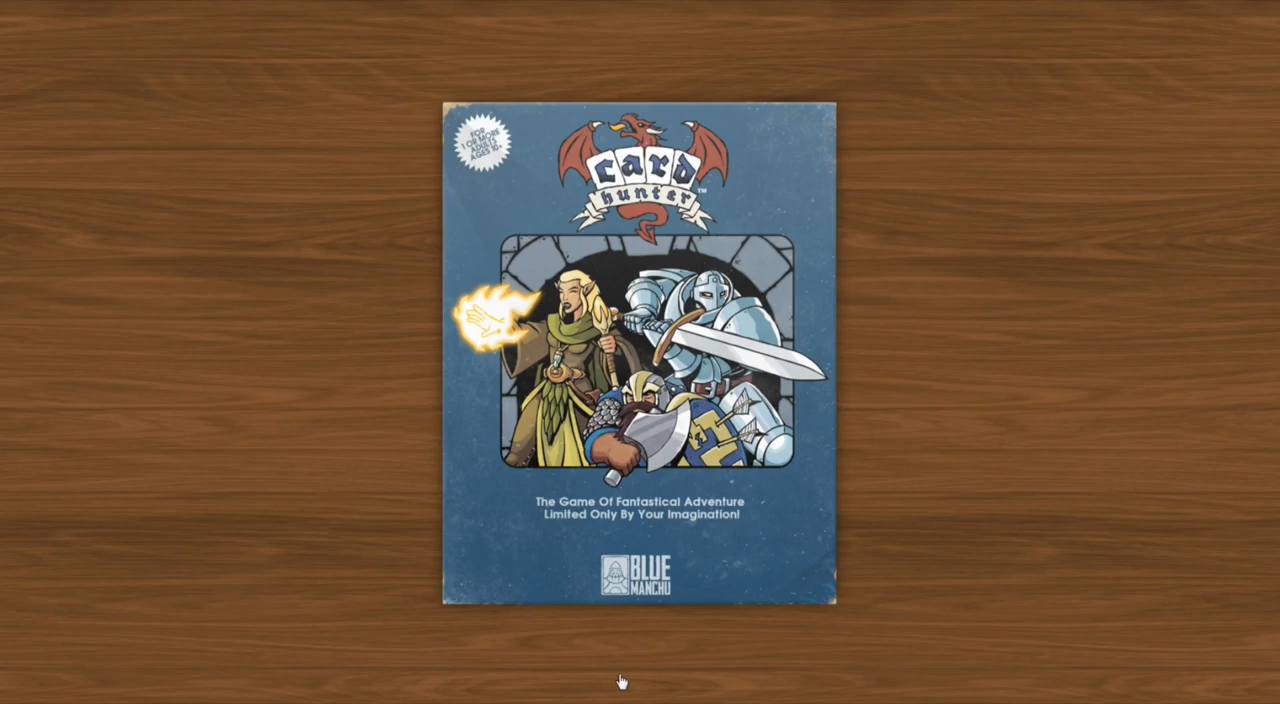 FOR
1 OR MORE
ADULTS
AGES 10+
card
hunter™
The Game Of Fantastical Adventure
Limited Only By Your Imagination!
BLUE
MANCHU